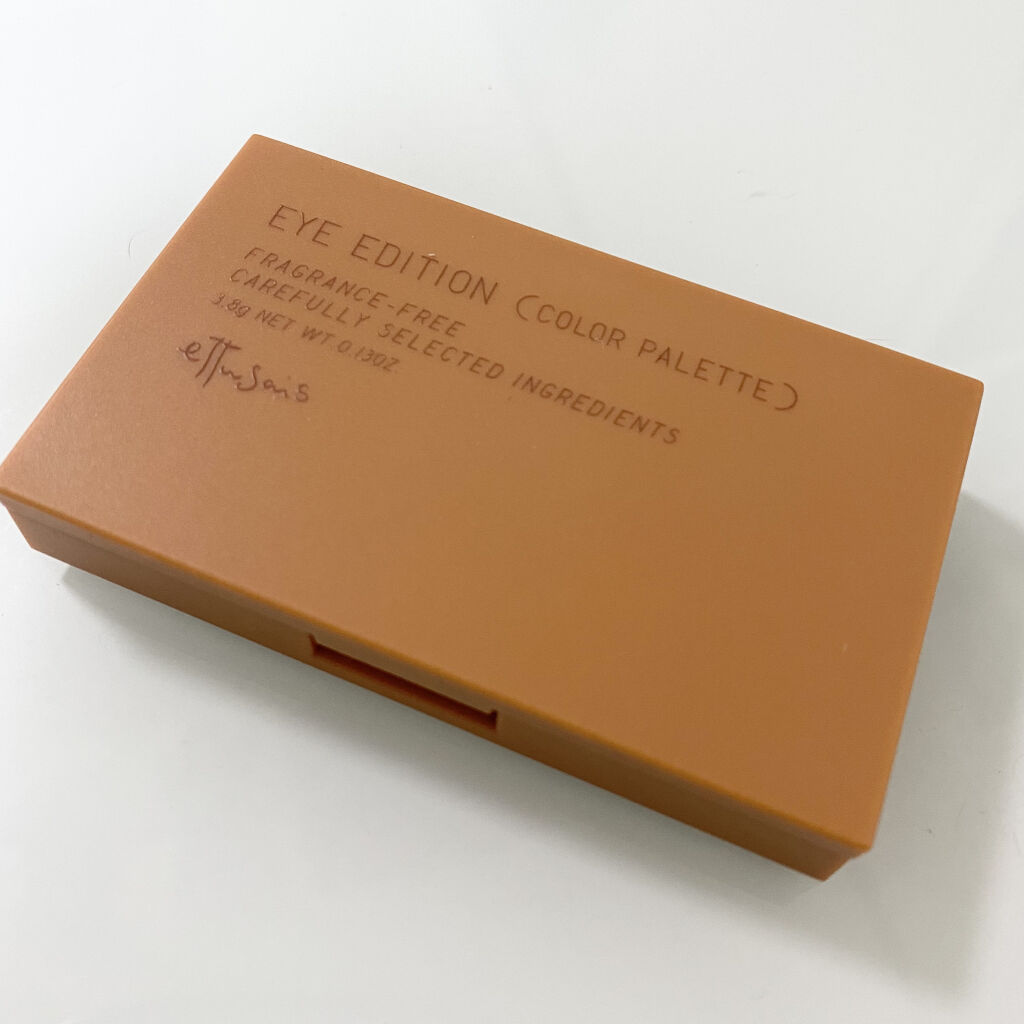 EYE EDITION (COLOR PALETTE)
FRAGRANCE-FREE
CAREFULLY SELECTED INGREDIENTS
3.8g NET WT. 0.13OZ
ettusais